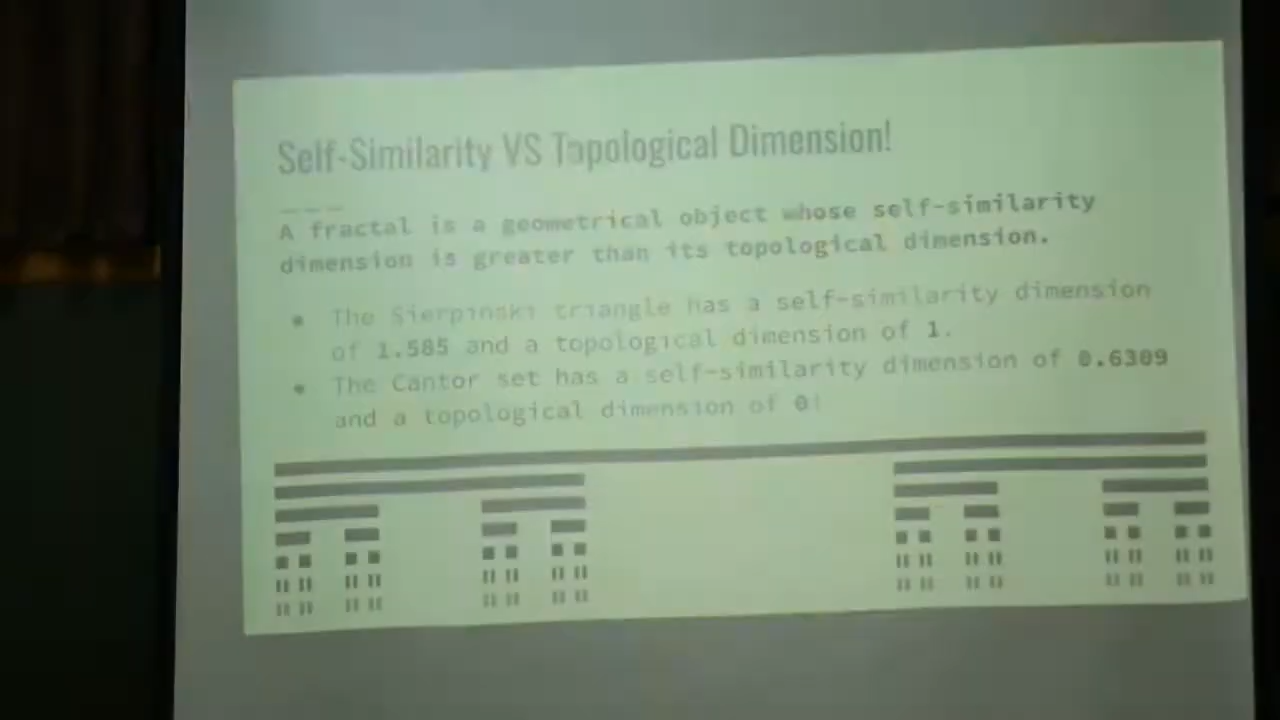 Self-Similarity VS Topological Dimension!
A fractal is a geometrical object whose self-similarity
dimension is greater than its topological dimension.
• The Sierpinski triangle has a self-similarity dimension
of 1.585 and a topological dimension of 1.
• The Cantor set has a self-similarity dimension of 0.6309
and a topological dimension of 0!